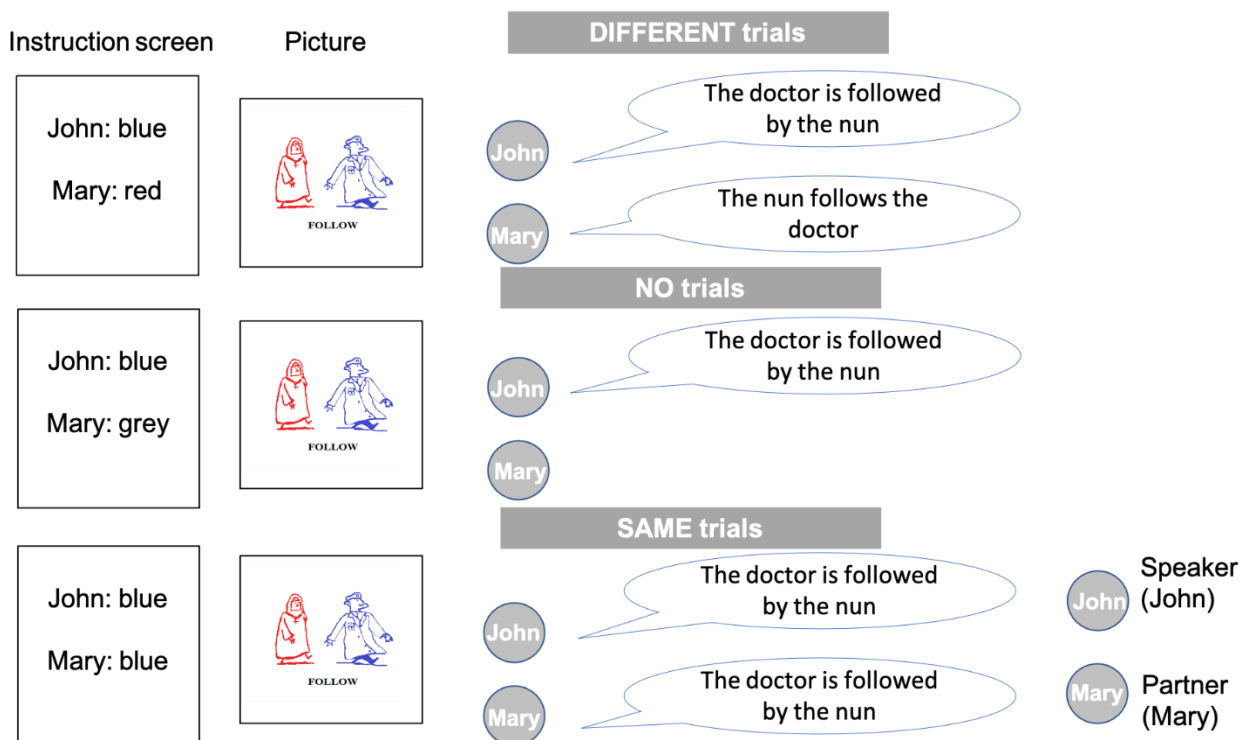 Instruction screen
Picture
DIFFERENT trials
John: blue
Mary: red
FOLLOW
John
The doctor is followed
by the nun
Mary
The nun follows the
doctor
NO trials
John: blue
Mary: grey
FOLLOW
John
The doctor is followed
by the nun
Mary
SAME trials
John: blue
Mary: blue
FOLLOW
John
The doctor is followed
by the nun
Mary
The doctor is followed
by the nun
John
Speaker
(John)
Mary
Partner
(Mary)